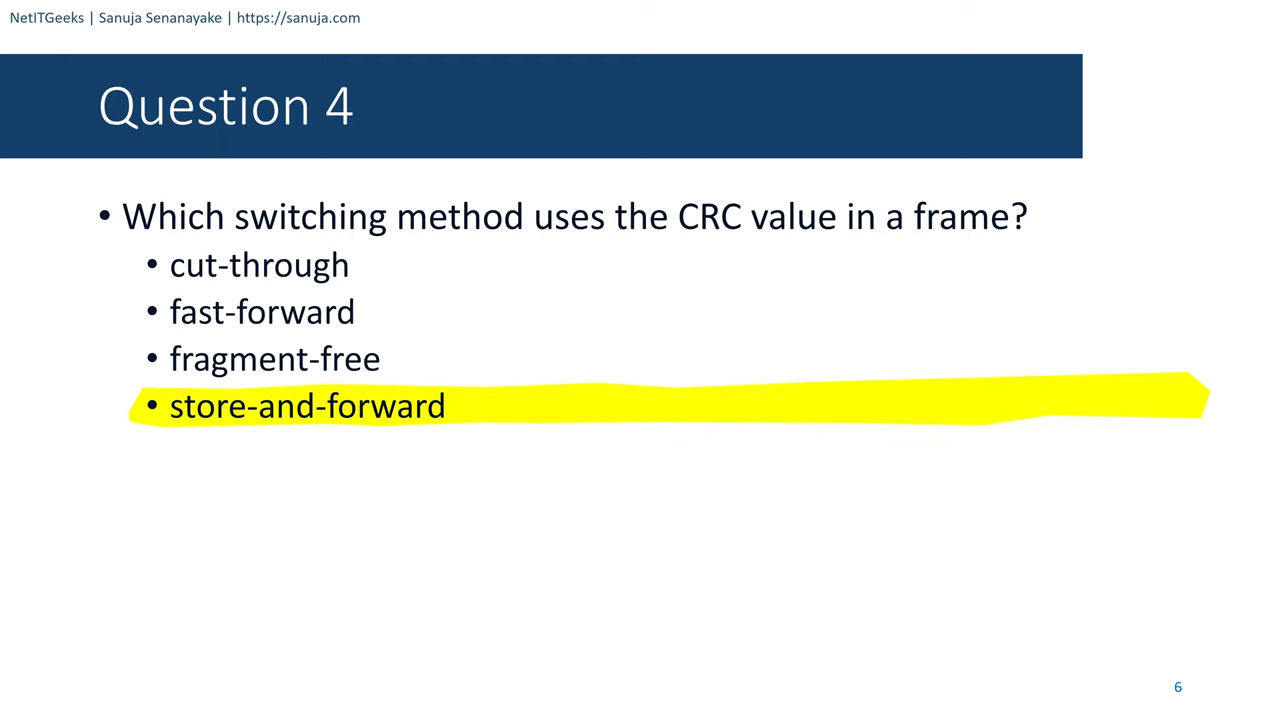 NetITGeeks | Sanuja Senanayake | https://sanuja.com
Question 4
• Which switching method uses the CRC value in a frame?
• cut-through
• fast-forward
• fragment-free
• store-and-forward
6